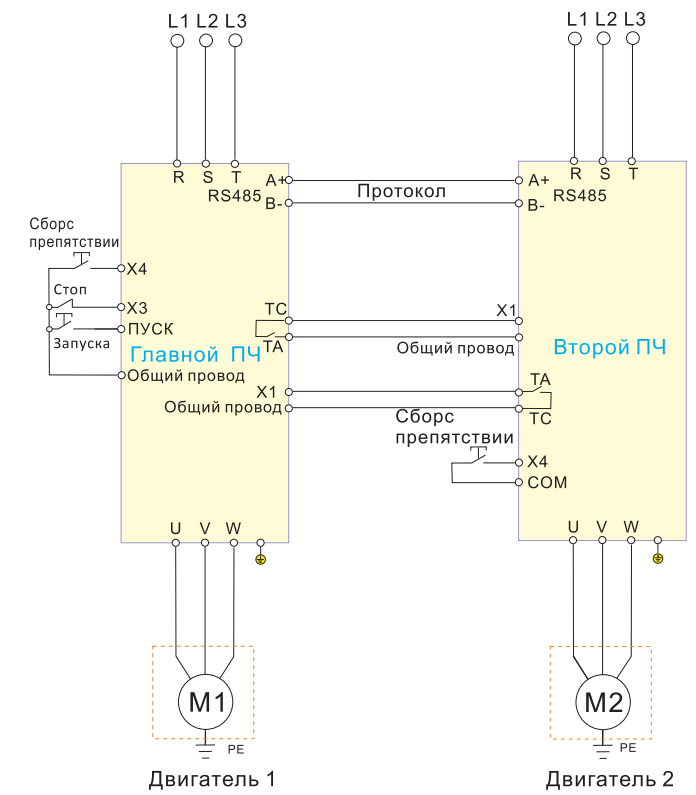 L1 L2 L3
L1 L2 L3
R S T
R S T
RS485
A+
B-
Протокол
A+
B-
RS485
Сборс
препятствии
X4
Стоп
X3
ПУСК
Запуска
Главной ПЧ
Общий провод
TC
TA
X1
Общий провод
Второй ПЧ
X1
Общий провод
TA
TC
Сборс
препятствии
X4
COM
U V W
U V W
M1
M2
PE
PE
Двигатель 1
Двигатель 2